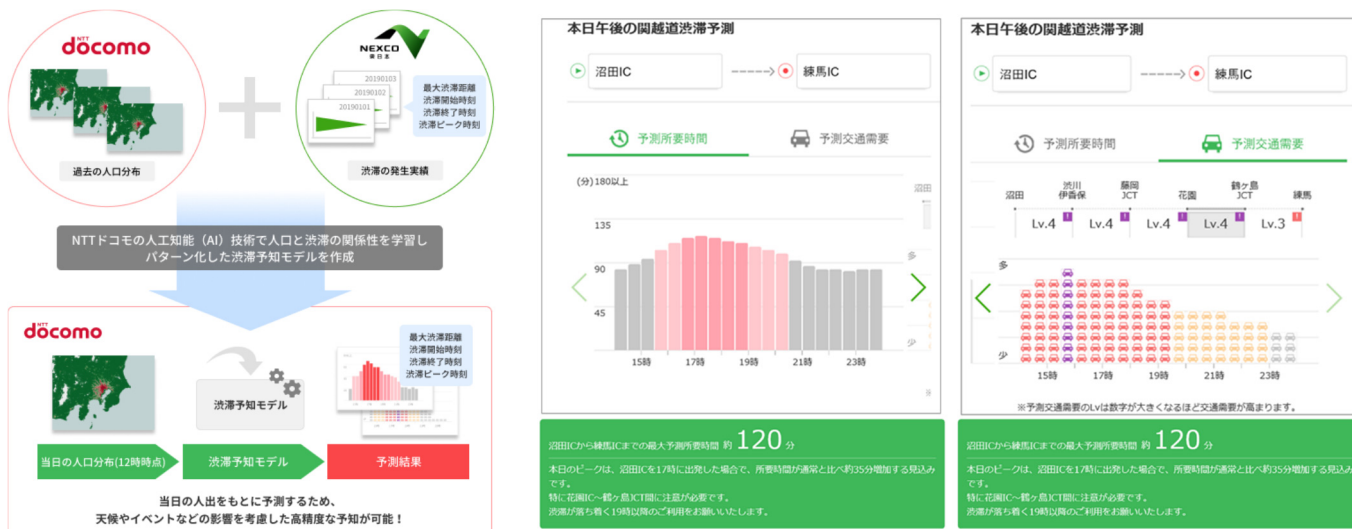 NTT
döcomo
過去の人口分布
NEXCO
東日本
20190103
20190102
20190101
最大渋滞距離
渋滞開始時刻
渋滞終了時刻
渋滞ピーク時刻
渋滞の発生実績
NTTドコモの人工知能(AI)技術で人口と渋滞の関係性を学習し
パターン化した渋滞予知モデルを作成
NTT
döcomo
渋滞予知モデル
最大渋滞距離
渋滞開始時刻
渋滞終了時刻
渋滞ピーク時刻
当日の人口分布(12時時点)
渋滞予知モデル
予測結果
当日の人出をもとに予測するため、
天候やイベントなどの影響を考慮した高精度な予知が可能!
本日午後の関越道渋滞予測
沼田IC
練馬IC
予測所要時間
予測交通需要
(分)180以上
135
90
45
15時 17時 19時 21時 23時
沼田
多
少
沼田ICから練馬ICまでの最大予測所要時間 約 120 分
本日のピークは、沼田ICを17時に出発した場合で、所要時間が通常と比べ約35分増加する見込み
です。
特に花園IC~鶴ヶ島JCT間に注意が必要です。
渋滞が落ち着く19時以降のご利用をお願いいたします。
本日午後の関越道渋滞予測
沼田IC
練馬IC
予測所要時間
予測交通需要
沼田 渋川伊香保 藤岡JCT 花園 鶴ヶ島JCT 練馬
Lv.4 Lv.4 Lv.4 Lv.4 Lv.3
多
少
15時 17時 19時 21時 23時
※予測交通需要のLvは数字が大きくなるほど交通需要が高まります。
沼田ICから練馬ICまでの最大予測所要時間 約 120 分
本日のピークは、沼田ICを17時に出発した場合で、所要時間が通常と比べ約35分増加する見込み
です。
特に花園IC~鶴ヶ島JCT間に注意が必要です。
渋滞が落ち着く19時以降のご利用をお願いいたします。